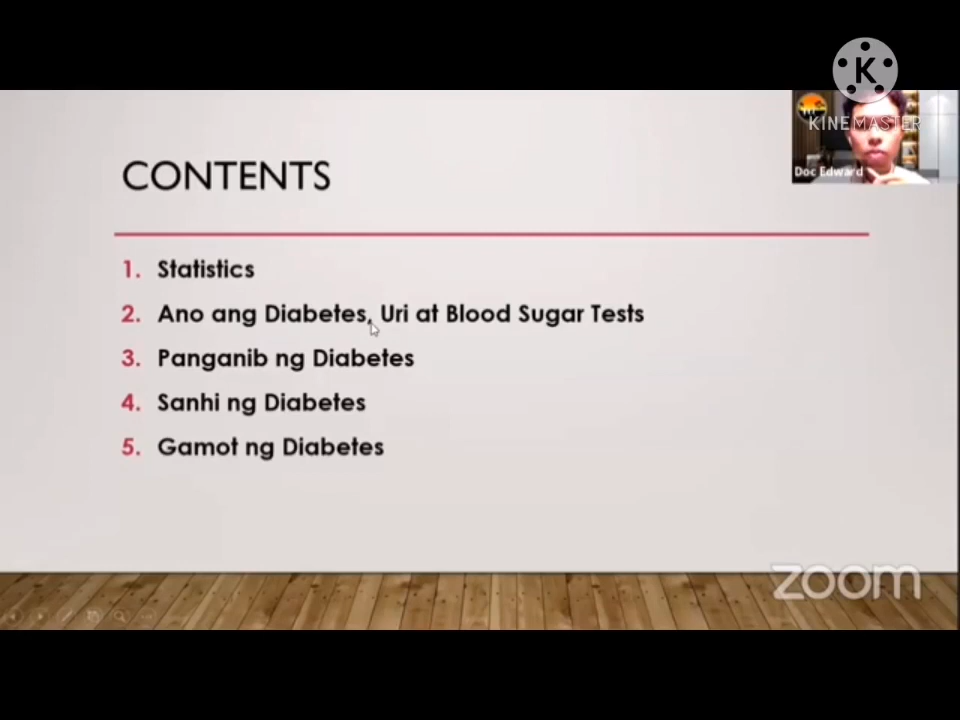 KINEMASTER
Doc Edward
CONTENTS
1. Statistics
2. Ano ang Diabetes, Uri at Blood Sugar Tests
3. Panganib ng Diabetes
4. Sanhi ng Diabetes
5. Gamot ng Diabetes
zoom